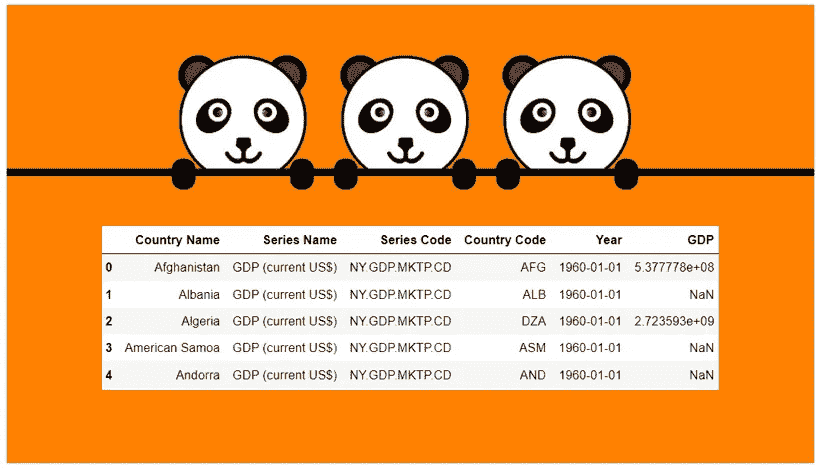 Country Name Series Name Series Code Country Code Year GDP
0 Afghanistan GDP (current US$) NY.GDP.MKTP.CD AFG 1960-01-01 5.377778e+08
1 Albania GDP (current US$) NY.GDP.MKTP.CD ALB 1960-01-01 NaN
2 Algeria GDP (current US$) NY.GDP.MKTP.CD DZA 1960-01-01 2.723593e+09
3 American Samoa GDP (current US$) NY.GDP.MKTP.CD ASM 1960-01-01 NaN
4 Andorra GDP (current US$) NY.GDP.MKTP.CD AND 1960-01-01 NaN